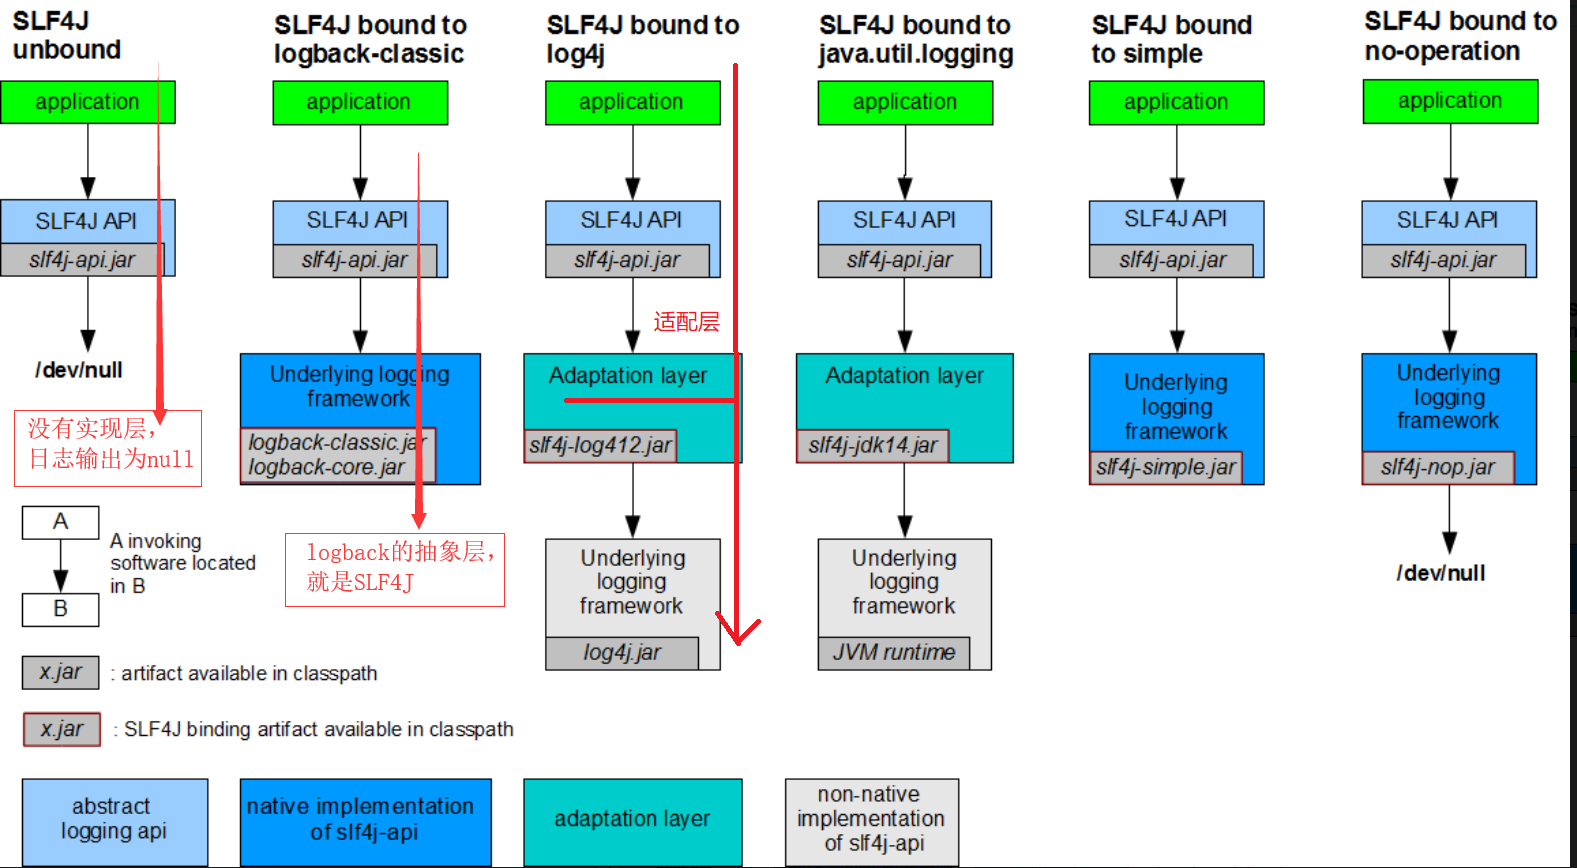 SLF4J
unbound
application
SLF4J API
slf4j-api.jar
/dev/null
没有实现层，
日志输出为null
SLF4J bound to
logback-classic
application
SLF4J API
slf4j-api.jar
Underlying logging
framework
logback-classic.jar
logback-core.jar
logback的抽象层，
就是SLF4J
SLF4J bound to
log4j
application
SLF4J API
slf4j-api.jar
适配层
Adaptation layer
slf4j-log412.jar
Underlying
logging
framework
log4j.jar
SLF4J bound to
java.util.logging
application
SLF4J API
slf4j-api.jar
Adaptation layer
slf4j-jdk14.jar
Underlying
logging
framework
JVM runtime
SLF4J bound
to simple
application
SLF4J API
slf4j-api.jar
Underlying
logging
framework
slf4j-simple.jar
SLF4J bound to
no-operation
application
SLF4J API
slf4j-api.jar
Underlying
logging
framework
slf4j-nop.jar
/dev/null
A
B
A invoking
software located
in B
x.jar : artifact available in classpath
x.jar : SLF4J binding artifact available in classpath
abstract
logging api
native implementation
of slf4j-api
adaptation layer
non-native
implementation
of slf4j-api